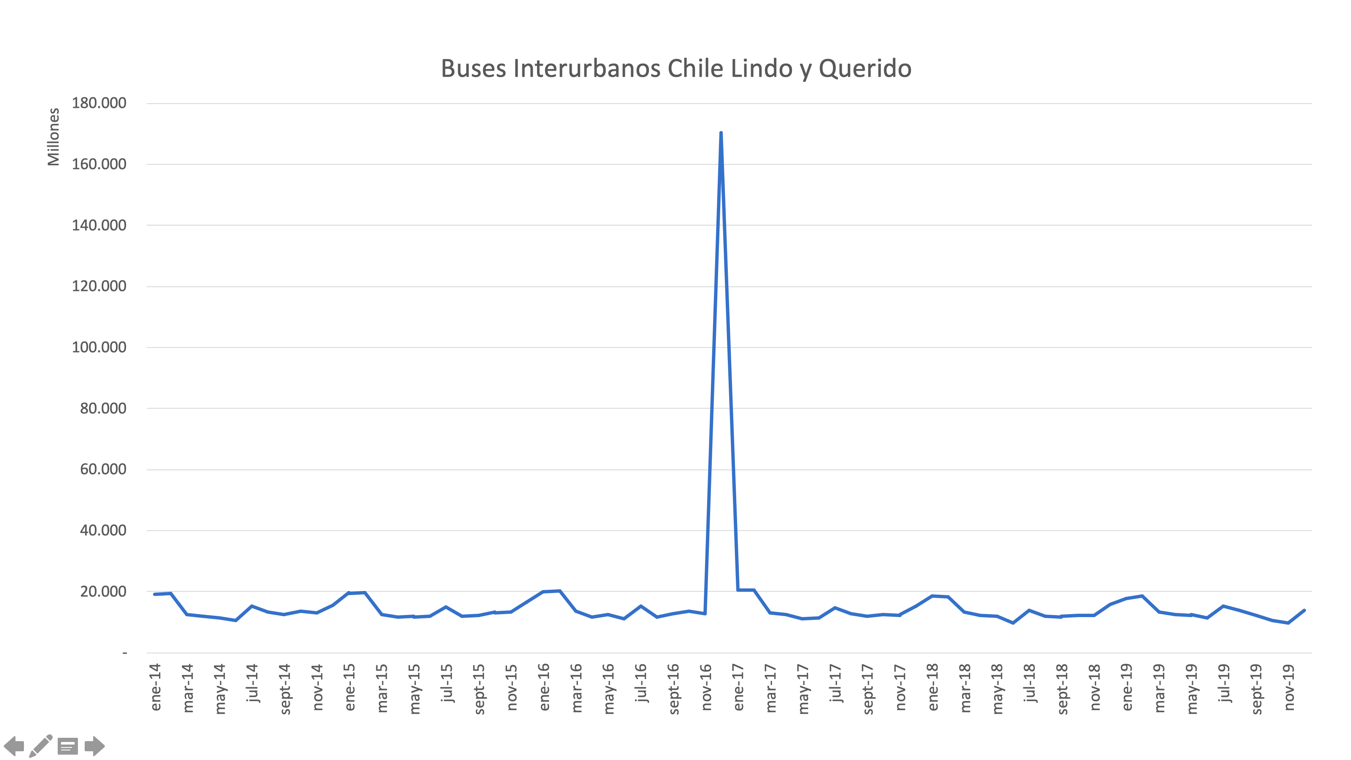 Buses Interurbanos Chile Lindo y Querido
Millones
180.000
160.000
140.000
120.000
100.000
80.000
60.000
40.000
20.000
-
ene-14
mar-14
may-14
jul-14
sept-14
nov-14
ene-15
mar-15
may-15
jul-15
sept-15
nov-15
ene-16
mar-16
may-16
jul-16
sept-16
nov-16
ene-17
mar-17
may-17
jul-17
sept-17
nov-17
ene-18
mar-18
may-18
jul-18
sept-18
nov-18
ene-19
mar-19
may-19
jul-19
sept-19
nov-19